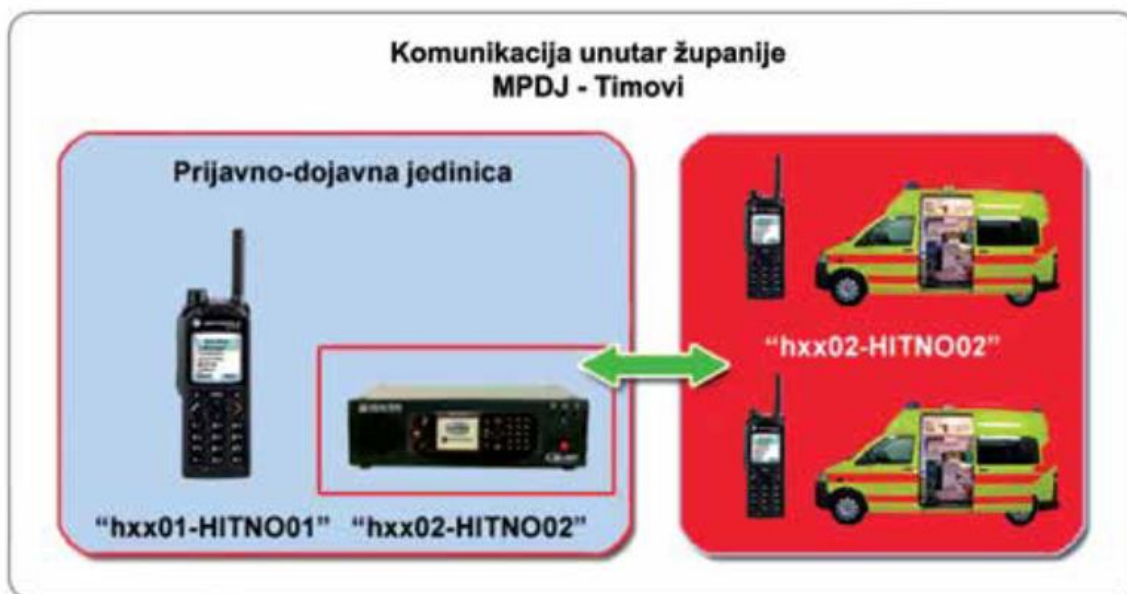 Komunikacija unutar županije
MPDJ - Timovi
Prijavno-dojavna jedinica
"hxx02-HITNO02"
“hxx01-HITNO01” “hxx02-HITNO02”